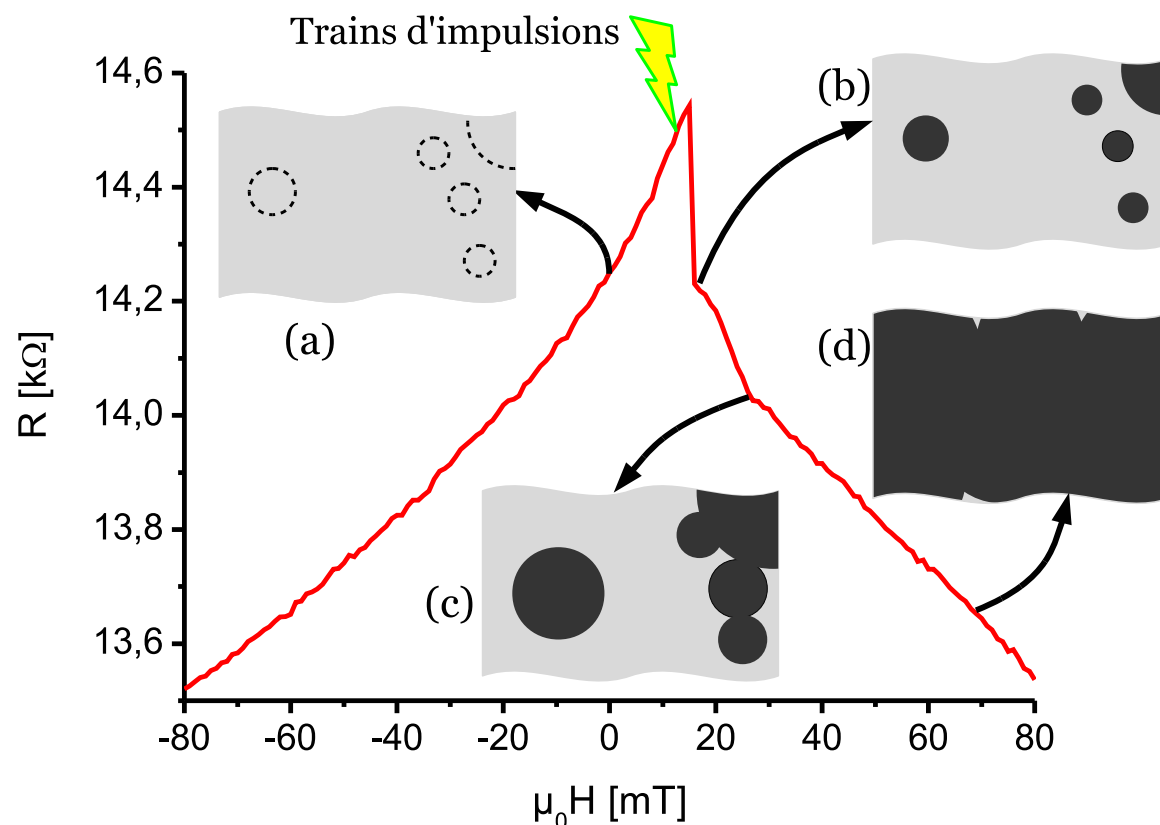 Trains d'impulsions
14,6
14,4
14,2
14,0
13,8
13,6
R [kΩ]
(a)
(b)
(c)
(d)
-80 -60 -40 -20 0 20 40 60 80
μ₀H [mT]